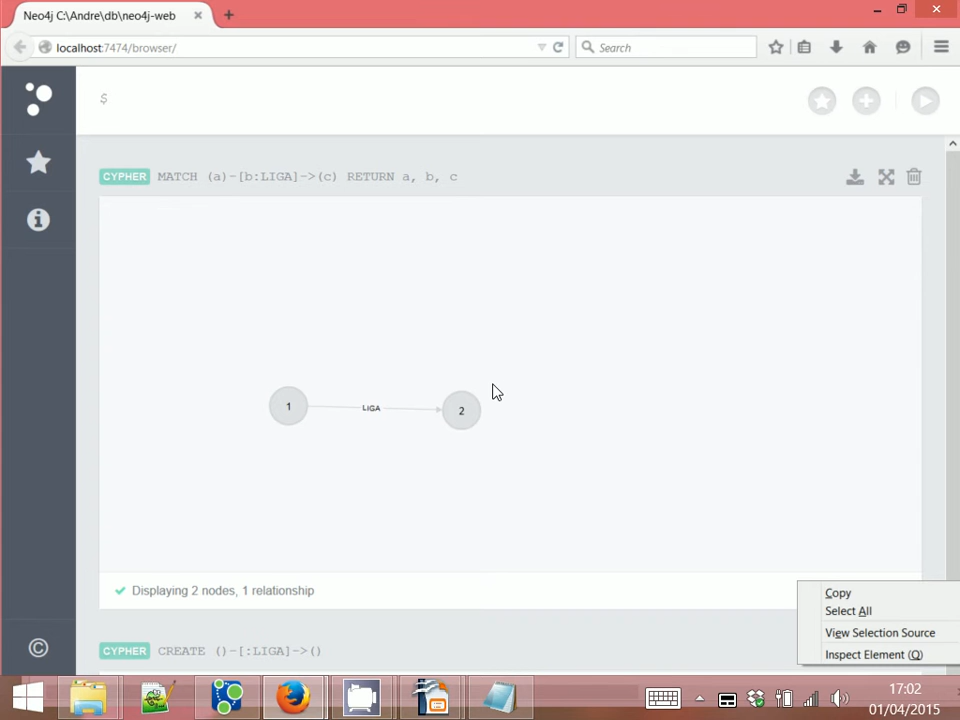 Neo4j C:\Andre\db\neo4j-web
localhost:7474/browser/
Search
$
CYPHER MATCH (a)-[b:LIGA]->(c) RETURN a, b, c
1 LIGA 2
Displaying 2 nodes, 1 relationship
Copy
Select All
View Selection Source
Inspect Element (Q)
CYPHER CREATE ()-[:LIGA]->()
17:02
01/04/2015